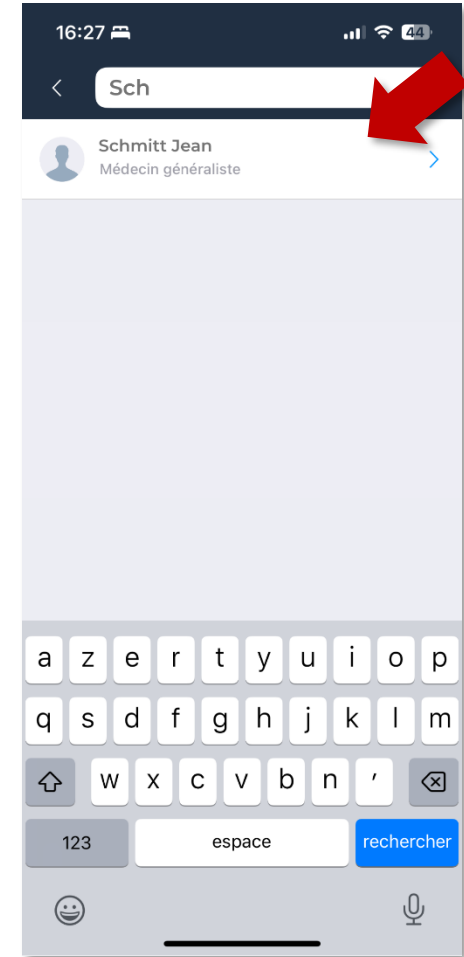 16:27
44
Sch
Schmitt Jean
Médecin généraliste
a z e r t y u i o p
q s d f g h j k l m
w x c v b n ′
123 espace rechercher